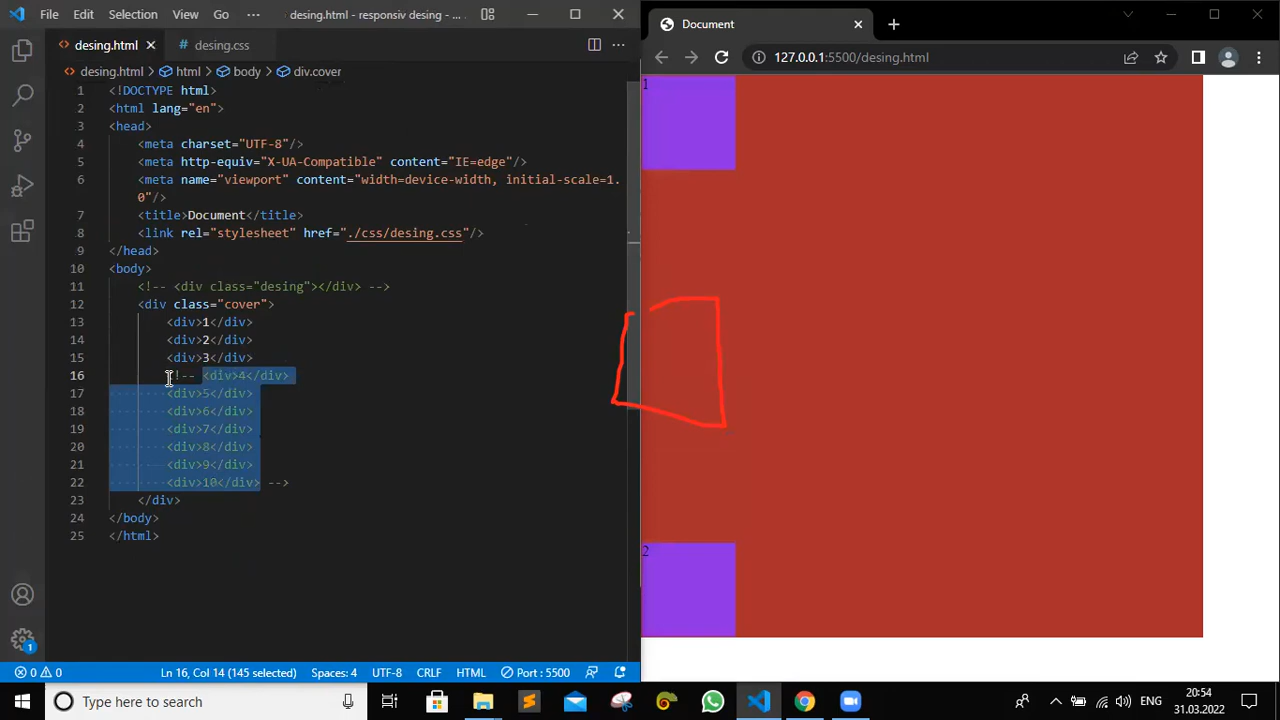 File Edit Selection View Go ··· desing.html - responsiv desing - ...
desing.html desing.css
desing.html > html > body > div.cover
1 <!DOCTYPE html>
2 <html lang="en">
3 <head>
4 <meta charset="UTF-8"/>
5 <meta http-equiv="X-UA-Compatible" content="IE=edge"/>
6 <meta name="viewport" content="width=device-width, initial-scale=1.
0"/>
7 <title>Document</title>
8 <link rel="stylesheet" href="./css/desing.css"/>
9 </head>
10 <body>
11 <!-- <div class="desing"></div> -->
12 <div class="cover">
13 <div>1</div>
14 <div>2</div>
15 <div>3</div>
16 <!-- <div>4</div>
17 <div>5</div>
18 <div>6</div>
19 <div>7</div>
20 <div>8</div>
21 <div>9</div>
22 <div>10</div> -->
23 </div>
24 </body>
25 </html>
1
0 0 Ln 16, Col 14 (145 selected) Spaces: 4 UTF-8 CRLF HTML Port : 5500
Document
127.0.0.1:5500/desing.html
1
2
Type here to search
ENG
20:54
31.03.2022